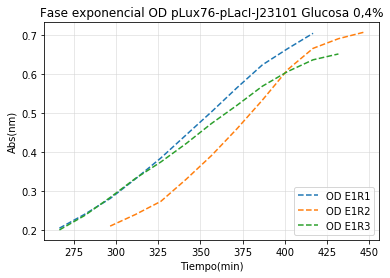 Fase exponencial OD pLux76-pLacI-J23101 Glucosa 0,4%
Abs(nm)
0.7
0.6
0.5
0.4
0.3
0.2
OD E1R1
OD E1R2
OD E1R3
275 300 325 350 375 400 425 450
Tiempo(min)